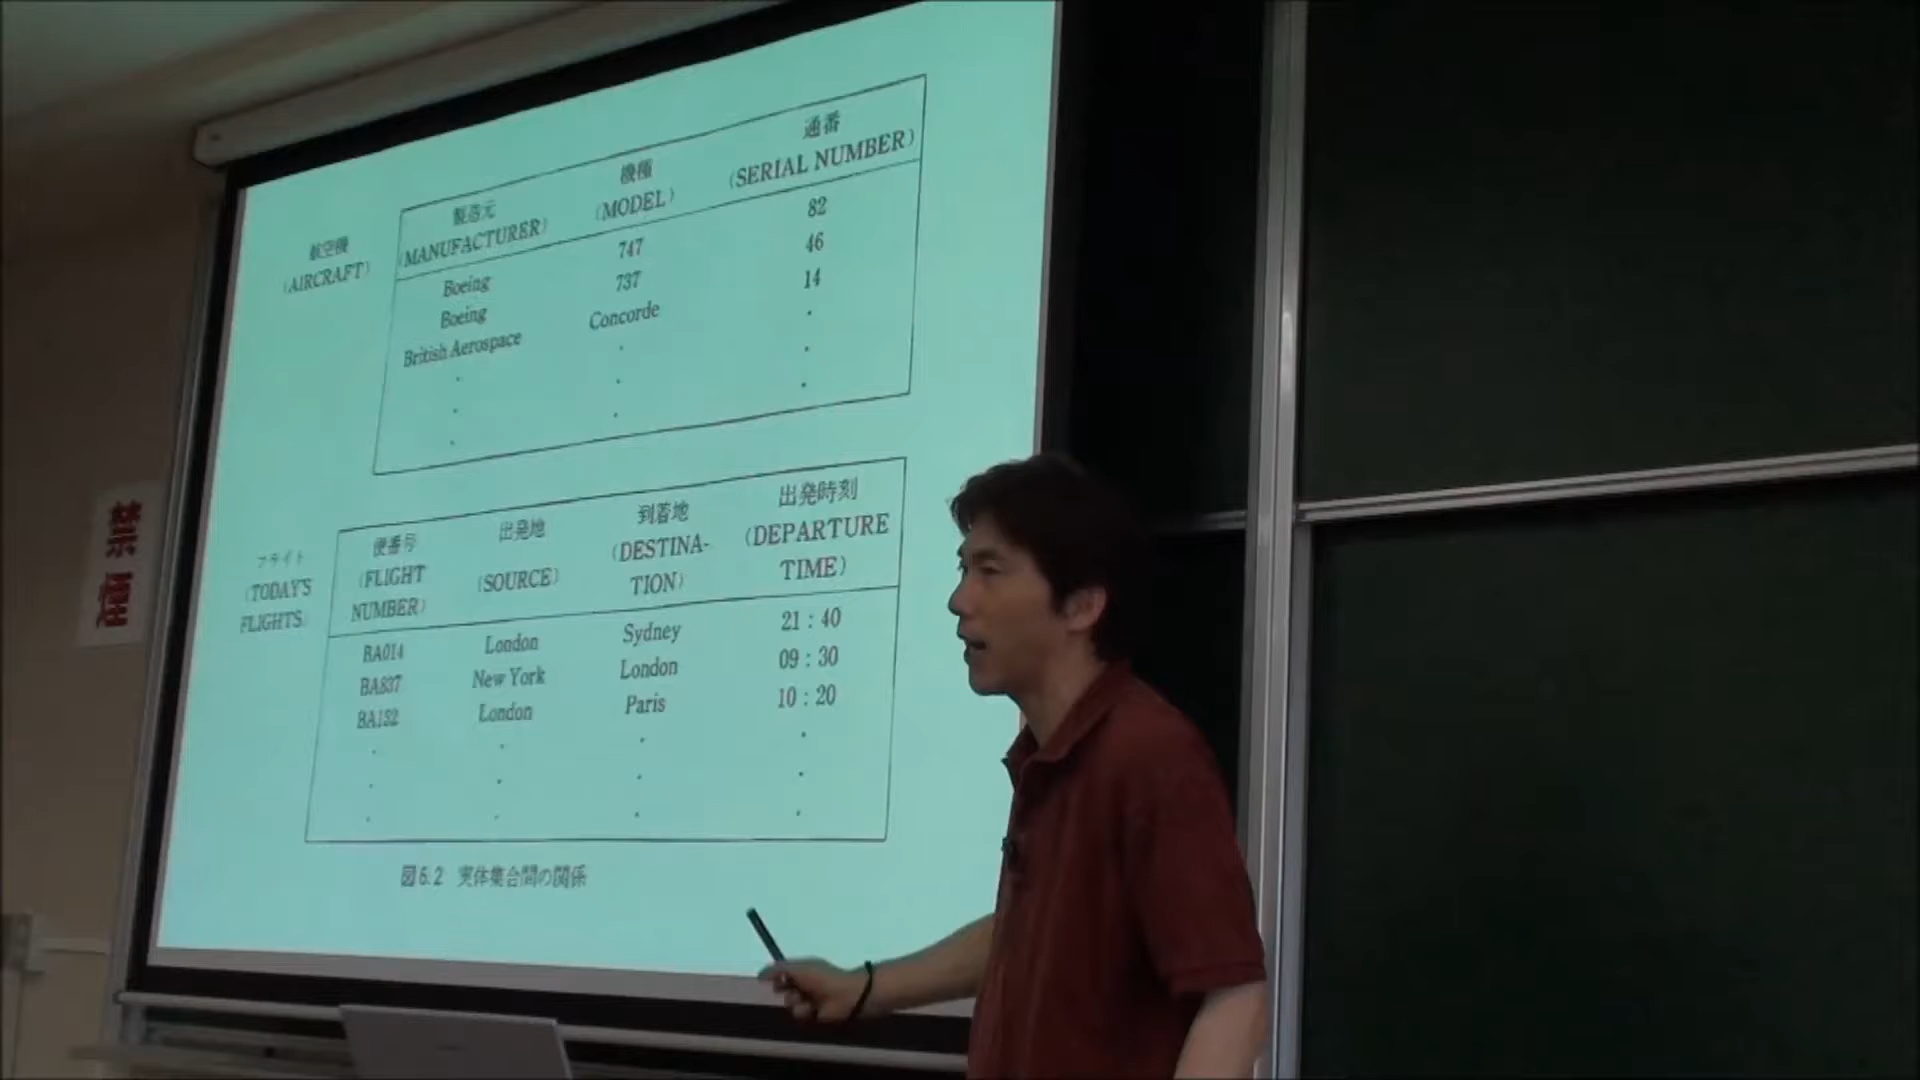 航空機
(AIRCRAFT)
製造元 機種 通番
(MANUFACTURER) (MODEL) (SERIAL NUMBER)
Boeing 747 82
Boeing 737 46
British Aerospace Concorde 14
フライト
(TODAY'S
FLIGHTS)
便番号 出発地 到着地 出発時刻
(FLIGHT
NUMBER)
(SOURCE)
(DESTINA-
TION)
(DEPARTURE
TIME)
BA014 London Sydney 21:40
BA837 New York London 09:30
BA152 London Paris 10:20
図6.2 実体集合間の関係
禁
煙